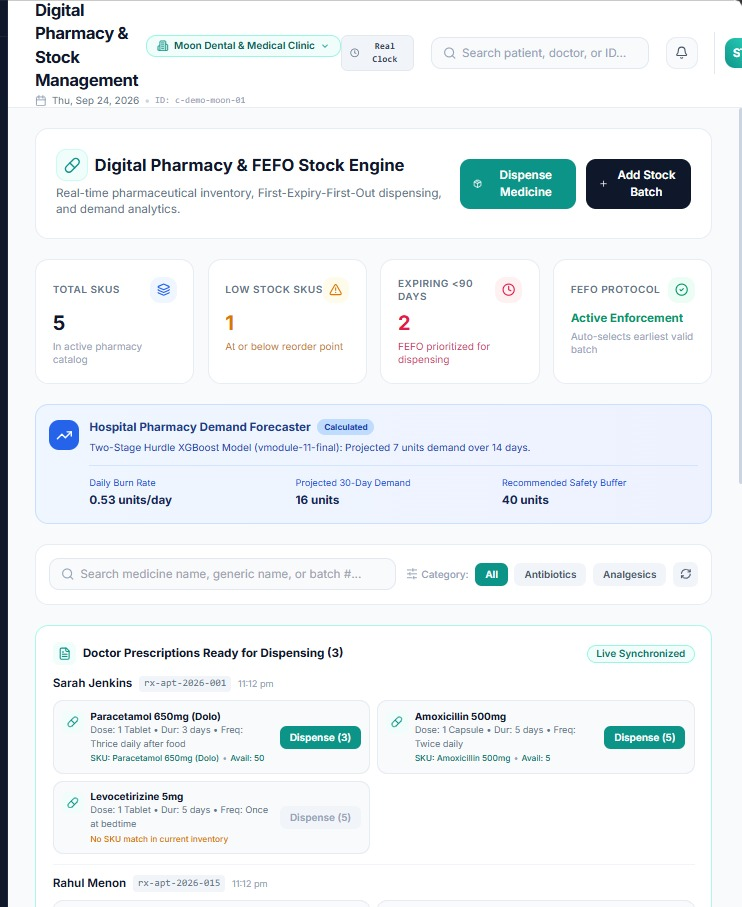 Digital
Pharmacy &
Stock
Management
Moon Dental & Medical Clinic
Real
Clock
Search patient, doctor, or ID...
Thu, Sep 24, 2026 • ID: c-demo-moon-01
Digital Pharmacy & FEFO Stock Engine
Real-time pharmaceutical inventory, First-Expiry-First-Out dispensing,
and demand analytics.
Dispense
Medicine
Add Stock
Batch
TOTAL SKUS
5
In active pharmacy
catalog
LOW STOCK SKUS
1
At or below reorder point
EXPIRING <90
DAYS
2
FEFO prioritized for
dispensing
FEFO PROTOCOL
Active Enforcement
Auto-selects earliest valid
batch
Hospital Pharmacy Demand Forecaster Calculated
Two-Stage Hurdle XGBoost Model (vmodule-11-final): Projected 7 units demand over 14 days.
Daily Burn Rate
0.53 units/day
Projected 30-Day Demand
16 units
Recommended Safety Buffer
40 units
Search medicine name, generic name, or batch #...
Category: All Antibiotics Analgesics
Doctor Prescriptions Ready for Dispensing (3)
Live Synchronized
Sarah Jenkins rx-apt-2026-001 11:12 pm
Paracetamol 650mg (Dolo)
Dose: 1 Tablet • Dur: 3 days • Freq:
Thrice daily after food
SKU: Paracetamol 650mg (Dolo) • Avail: 50
Dispense (3)
Amoxicillin 500mg
Dose: 1 Capsule • Dur: 5 days • Freq:
Twice daily
SKU: Amoxicillin 500mg • Avail: 5
Dispense (5)
Levocetirizine 5mg
Dose: 1 Tablet • Dur: 5 days • Freq: Once
at bedtime
No SKU match in current inventory
Dispense (5)
Rahul Menon rx-apt-2026-015 11:12 pm